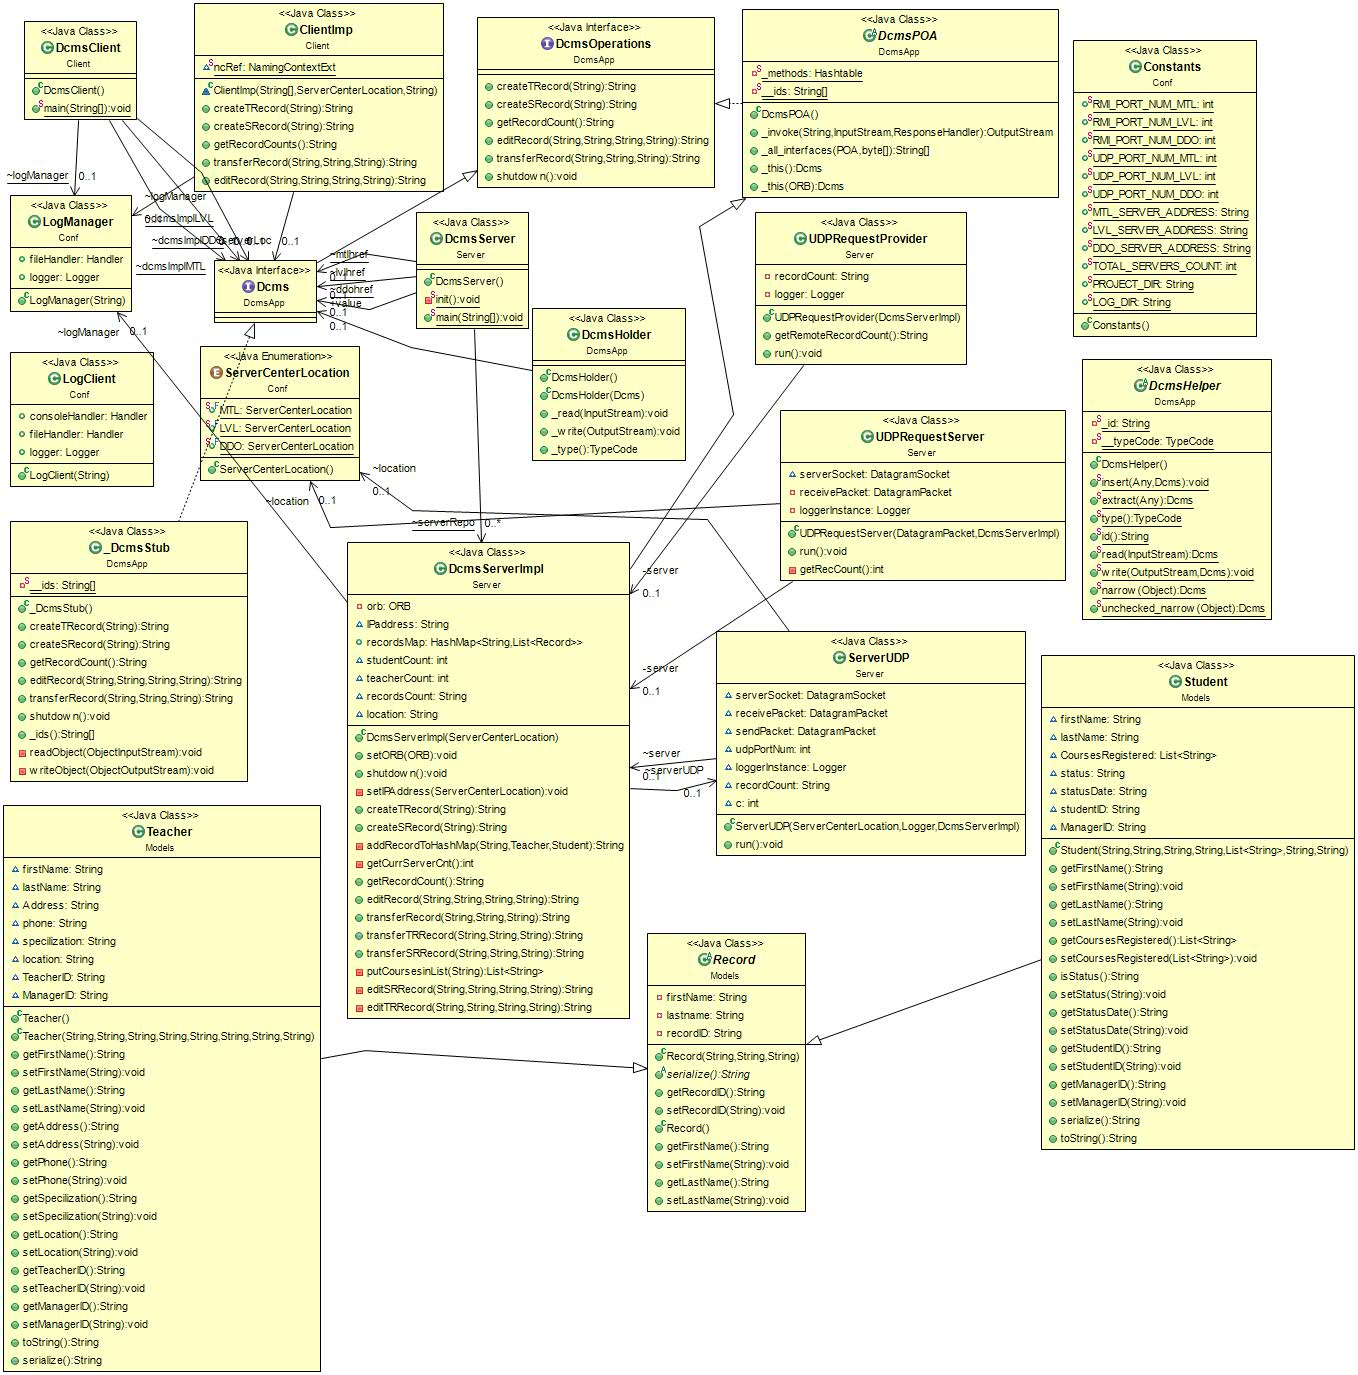 <<Java Class>>
DcmsClient
Client
DcmsClient()
main(String[]):void
<<Java Class>>
ClientImp
Client
ncRef: NamingContextExt
ClientImp(String[],ServerCenterLocation,String)
createTRecord(String):String
createSRecord(String):String
getRecordCounts():String
transferRecord(String,String,String):String
editRecord(String,String,String,String):String
<<Java Interface>>
DcmsOperations
DcmsApp
createTRecord(String):String
createSRecord(String):String
getRecordCount():String
editRecord(String,String,String,String):String
transferRecord(String,String,String):String
shutdown():void
<<Java Class>>
DcmsPOA
DcmsApp
_methods: Hashtable
__ids: String[]
DcmsPOA()
_invoke(String,InputStream,ResponseHandler):OutputStream
_all_interfaces(POA,byte[]):String[]
_this():Dcms
_this(ORB):Dcms
<<Java Class>>
Constants
Conf
RMI_PORT_NUM_MTL: int
RMI_PORT_NUM_LVL: int
RMI_PORT_NUM_DDO: int
UDP_PORT_NUM_MTL: int
UDP_PORT_NUM_LVL: int
UDP_PORT_NUM_DDO: int
MTL_SERVER_ADDRESS: String
LVL_SERVER_ADDRESS: String
DDO_SERVER_ADDRESS: String
TOTAL_SERVERS_COUNT: int
PROJECT_DIR: String
LOG_DIR: String
Constants()
~logManager
0..1
~logManager
~dcmsImplLVL
~dcmsImplDDO
~serverLoc
0..1
0..1
~dcmsImplMTL
<<Java Class>>
LogManager
Conf
fileHandler: Handler
logger: Logger
LogManager(String)
~logManager
0..1
<<Java Interface>>
Dcms
DcmsApp
~mtlhref
~lvlhref
0..1
~ddohref
0..1
+value
0..1
0..1
<<Java Class>>
DcmsServer
Server
DcmsServer()
init():void
main(String[]):void
<<Java Class>>
UDPRequestProvider
Server
recordCount: String
logger: Logger
UDPRequestProvider(DcmsServerImpl)
getRemoteRecordCount():String
run():void
<<Java Class>>
DcmsHolder
DcmsApp
DcmsHolder()
DcmsHolder(Dcms)
_read(InputStream):void
_write(OutputStream):void
_type():TypeCode
<<Java Class>>
LogClient
Conf
consoleHandler: Handler
fileHandler: Handler
logger: Logger
LogClient(String)
<<Java Enumeration>>
ServerCenterLocation
Conf
MTL: ServerCenterLocation
LVL: ServerCenterLocation
DDO: ServerCenterLocation
ServerCenterLocation()
~location
0..1
~location
0..1
<<Java Class>>
DcmsHelper
DcmsApp
_id: String
__typeCode: TypeCode
DcmsHelper()
insert(Any,Dcms):void
extract(Any):Dcms
type():TypeCode
id():String
read(InputStream):Dcms
write(OutputStream,Dcms):void
narrow(Object):Dcms
unchecked_narrow(Object):Dcms
<<Java Class>>
UDPRequestServer
Server
serverSocket: DatagramSocket
receivePacket: DatagramPacket
loggerInstance: Logger
UDPRequestServer(DatagramPacket,DcmsServerImpl)
run():void
getRecCount():int
<<Java Class>>
_DcmsStub
DcmsApp
__ids: String[]
_DcmsStub()
createTRecord(String):String
createSRecord(String):String
getRecordCount():String
editRecord(String,String,String,String):String
transferRecord(String,String,String):String
shutdown():void
_ids():String[]
readObject(ObjectInputStream):void
writeObject(ObjectOutputStream):void
~serverRepo
0..*
<<Java Class>>
DcmsServerImpl
Server
orb: ORB
IPaddress: String
recordsMap: HashMap<String,List<Record>>
studentCount: int
teacherCount: int
recordsCount: String
location: String
DcmsServerImpl(ServerCenterLocation)
setORB(ORB):void
shutdown():void
setIPAddress(ServerCenterLocation):void
createTRecord(String):String
createSRecord(String):String
addRecordToHashMap(String,Teacher,Student):String
getCurrServerCnt():int
getRecordCount():String
editRecord(String,String,String,String):String
transferRecord(String,String,String):String
transferTRRecord(String,String,String):String
transferSRRecord(String,String,String):String
putCoursesinList(String):List<String>
editSRRecord(String,String,String,String):String
editTRRecord(String,String,String,String):String
-server
0..1
-server
0..1
~server
0..1
~serverUDP
0..1
<<Java Class>>
ServerUDP
Server
serverSocket: DatagramSocket
receivePacket: DatagramPacket
sendPacket: DatagramPacket
udpPortNum: int
loggerInstance: Logger
recordCount: String
c: int
ServerUDP(ServerCenterLocation,Logger,DcmsServerImpl)
run():void
<<Java Class>>
Student
Models
firstName: String
lastName: String
CoursesRegistered: List<String>
status: String
statusDate: String
studentID: String
ManagerID: String
Student(String,String,String,String,List<String>,String,String)
getFirstName():String
setFirstName(String):void
getLastName():String
setLastName(String):void
getCoursesRegistered():List<String>
setCoursesRegistered(List<String>):void
isStatus():String
setStatus(String):void
getStatusDate():String
setStatusDate(String):void
getStudentID():String
setStudentID(String):void
getManagerID():String
setManagerID(String):void
serialize():String
toString():String
<<Java Class>>
Teacher
Models
firstName: String
lastName: String
Address: String
phone: String
specilization: String
location: String
TeacherID: String
ManagerID: String
Teacher()
Teacher(String,String,String,String,String,String,String,String)
getFirstName():String
setFirstName(String):void
getLastName():String
setLastName(String):void
getAddress():String
setAddress(String):void
getPhone():String
setPhone(String):void
getSpecilization():String
setSpecilization(String):void
getLocation():String
setLocation(String):void
getTeacherID():String
setTeacherID(String):void
getManagerID():String
setManagerID(String):void
toString():String
serialize():String
<<Java Class>>
Record
Models
firstName: String
lastname: String
recordID: String
Record(String,String,String)
serialize():String
getRecordID():String
setRecordID(String):void
Record()
getFirstName():String
setFirstName(String):void
getLastName():String
setLastName(String):void